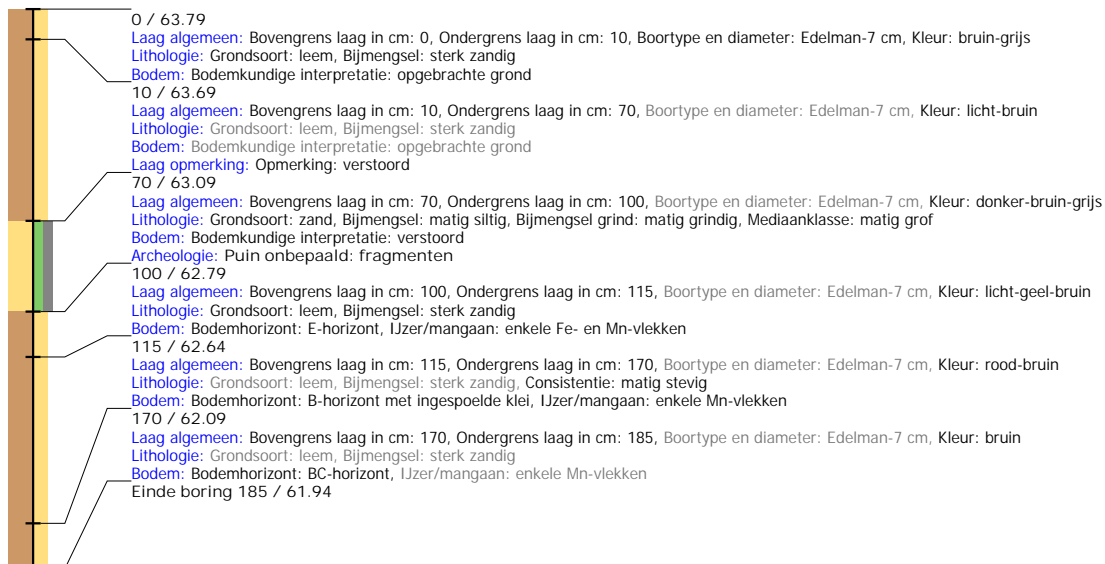 0 / 63.79
Laag algemeen: Bovengrens laag in cm: 0, Ondergrens laag in cm: 10, Boortype en diameter: Edelman-7 cm, Kleur: bruin-grijs
Lithologie: Grondsoort: leem, Bijmengsel: sterk zandig
Bodem: Bodemkundige interpretatie: opgebrachte grond
10 / 63.69
Laag algemeen: Bovengrens laag in cm: 10, Ondergrens laag in cm: 70, Boortype en diameter: Edelman-7 cm, Kleur: licht-bruin
Lithologie: Grondsoort: leem, Bijmengsel: sterk zandig
Bodem: Bodemkundige interpretatie: opgebrachte grond
Laag opmerking: Opmerking: verstoord
70 / 63.09
Laag algemeen: Bovengrens laag in cm: 70, Ondergrens laag in cm: 100, Boortype en diameter: Edelman-7 cm, Kleur: donker-bruin-grijs
Lithologie: Grondsoort: zand, Bijmengsel: matig siltig, Bijmengsel grind: matig grindig, Mediaanklasse: matig grof
Bodem: Bodemkundige interpretatie: verstoord
Archeologie: Puin onbepaald: fragmenten
100 / 62.79
Laag algemeen: Bovengrens laag in cm: 100, Ondergrens laag in cm: 115, Boortype en diameter: Edelman-7 cm, Kleur: licht-geel-bruin
Lithologie: Grondsoort: leem, Bijmengsel: sterk zandig
Bodem: Bodemhorizont: E-horizont, IJzer/mangaan: enkele Fe- en Mn-vlekken
115 / 62.64
Laag algemeen: Bovengrens laag in cm: 115, Ondergrens laag in cm: 170, Boortype en diameter: Edelman-7 cm, Kleur: rood-bruin
Lithologie: Grondsoort: leem, Bijmengsel: sterk zandig, Consistentie: matig stevig
Bodem: Bodemhorizont: B-horizont met ingespoelde klei, IJzer/mangaan: enkele Mn-vlekken
170 / 62.09
Laag algemeen: Bovengrens laag in cm: 170, Ondergrens laag in cm: 185, Boortype en diameter: Edelman-7 cm, Kleur: bruin
Lithologie: Grondsoort: leem, Bijmengsel: sterk zandig
Bodem: Bodemhorizont: BC-horizont, IJzer/mangaan: enkele Mn-vlekken
Einde boring 185 / 61.94